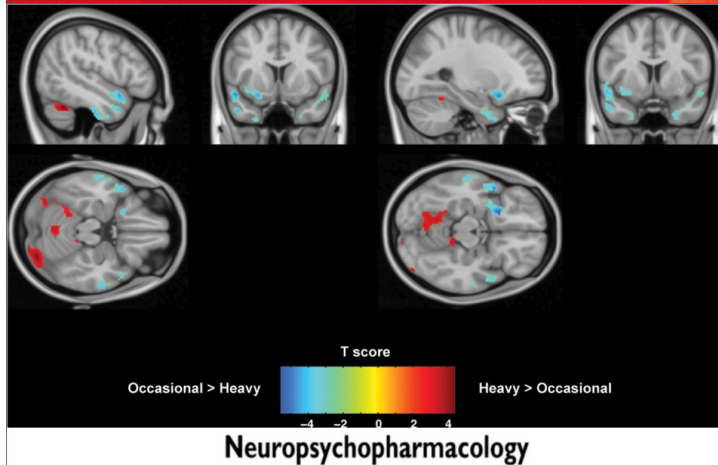 T score
Occasional > Heavy
Heavy > Occasional
–4 –2 0 2 4
Neuropsychopharmacology